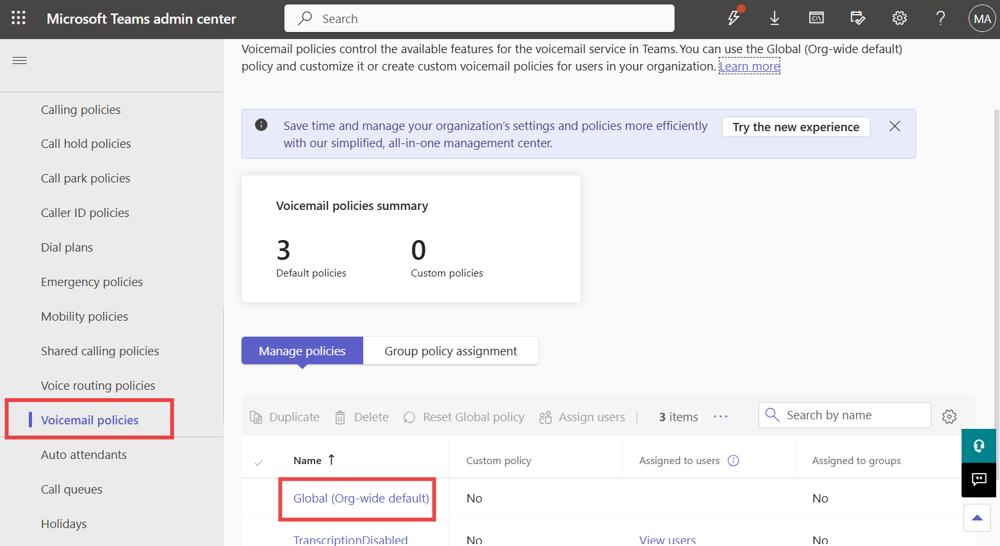 Microsoft Teams admin center
Search
MA
Voicemail policies control the available features for the voicemail service in Teams. You can use the Global (Org-wide default)
policy and customize it or create custom voicemail policies for users in your organization. Learn more
Calling policies
Call hold policies
Call park policies
Caller ID policies
Dial plans
Emergency policies
Mobility policies
Shared calling policies
Voice routing policies
Voicemail policies
Auto attendants
Call queues
Holidays
Save time and manage your organization's settings and policies more efficiently
with our simplified, all-in-one management center.
Try the new experience
Voicemail policies summary
3
Default policies
0
Custom policies
Manage policies
Group policy assignment
Duplicate
Delete
Reset Global policy
Assign users
3 items
Search by name
Name
Custom policy
Assigned to users
Assigned to groups
Global (Org-wide default)
No
No
TranscriptionDisabled
No
View users
No